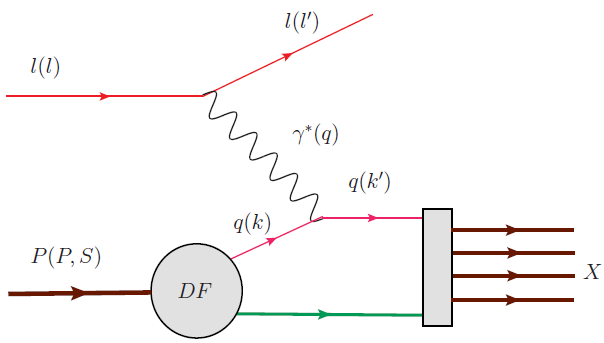 l(l′)
l(l)
γ*(q)
q(k′)
q(k)
P(P, S)
DF
X